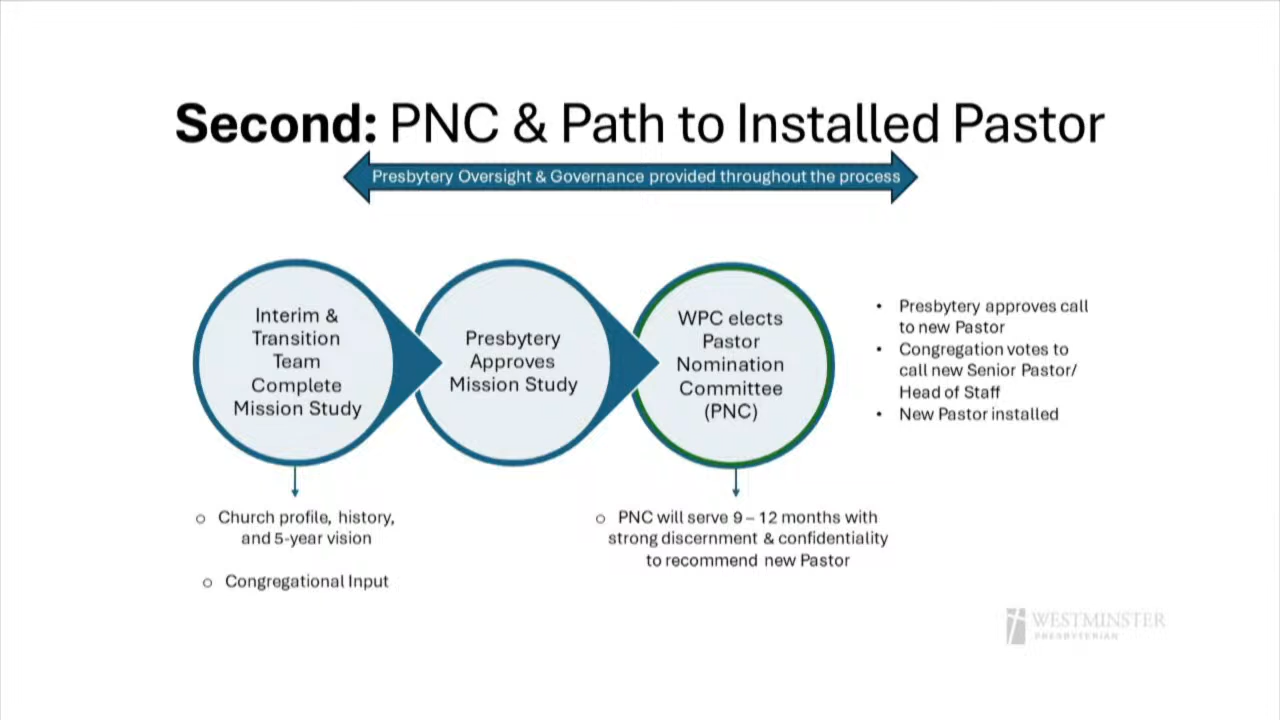 Second: PNC & Path to Installed Pastor
Presbytery Oversight & Governance provided throughout the process
Interim &
Transition
Team
Complete
Mission Study
Presbytery
Approves
Mission Study
WPC elects
Pastor
Nomination
Committee
(PNC)
• Presbytery approves call
to new Pastor
• Congregation votes to
call new Senior Pastor/
Head of Staff
• New Pastor installed
o Church profile, history,
and 5-year vision
o Congregational Input
o PNC will serve 9 – 12 months with
strong discernment & confidentiality
to recommend new Pastor
WESTMINSTER
PRESBYTERIAN